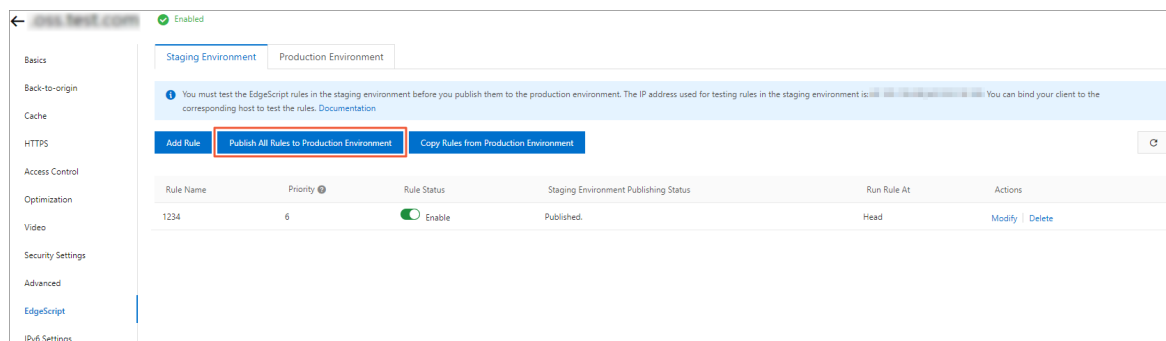 Enabled
Basics
Back-to-origin
Cache
HTTPS
Access Control
Optimization
Video
Security Settings
Advanced
EdgeScript
IPv6 Settings
Staging Environment
Production Environment
You must test the EdgeScript rules in the staging environment before you publish them to the production environment. The IP address used for testing rules in the staging environment is: You can bind your client to the
corresponding host to test the rules. Documentation
Add Rule
Publish All Rules to Production Environment
Copy Rules from Production Environment
Rule Name Priority Rule Status Staging Environment Publishing Status Run Rule At Actions
1234 6 Enable Published. Head Modify Delete